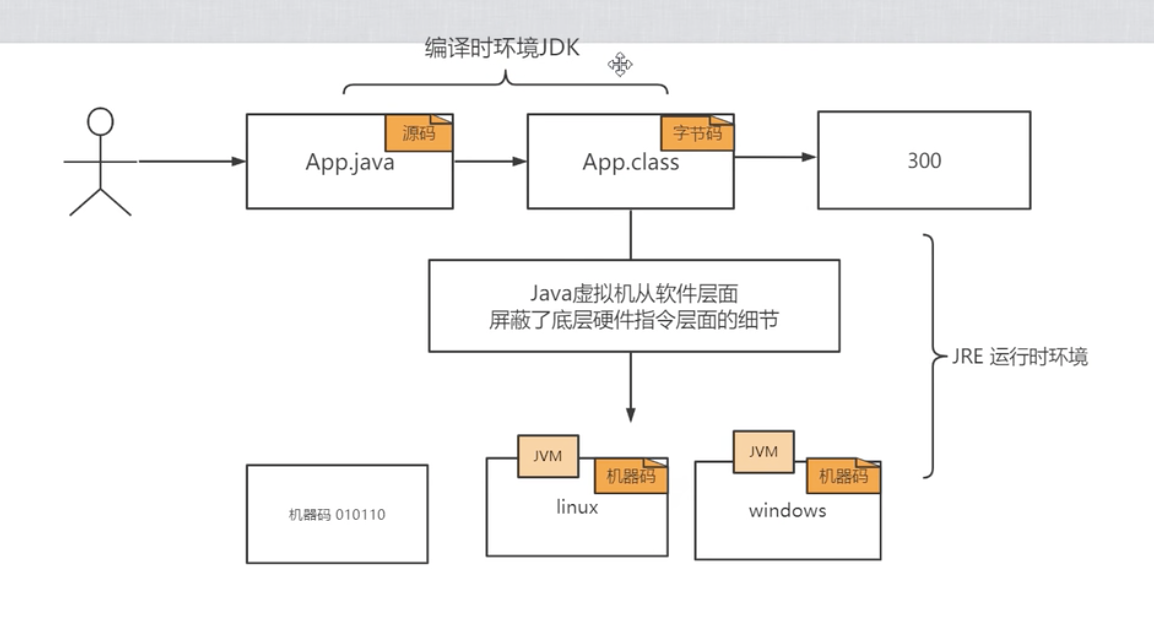 编译时环境JDK
源码
App.java
字节码
App.class
300
Java虚拟机从软件层面
屏蔽了底层硬件指令层面的细节
JRE 运行时环境
JVM
机器码
linux
JVM
机器码
windows
机器码 010110